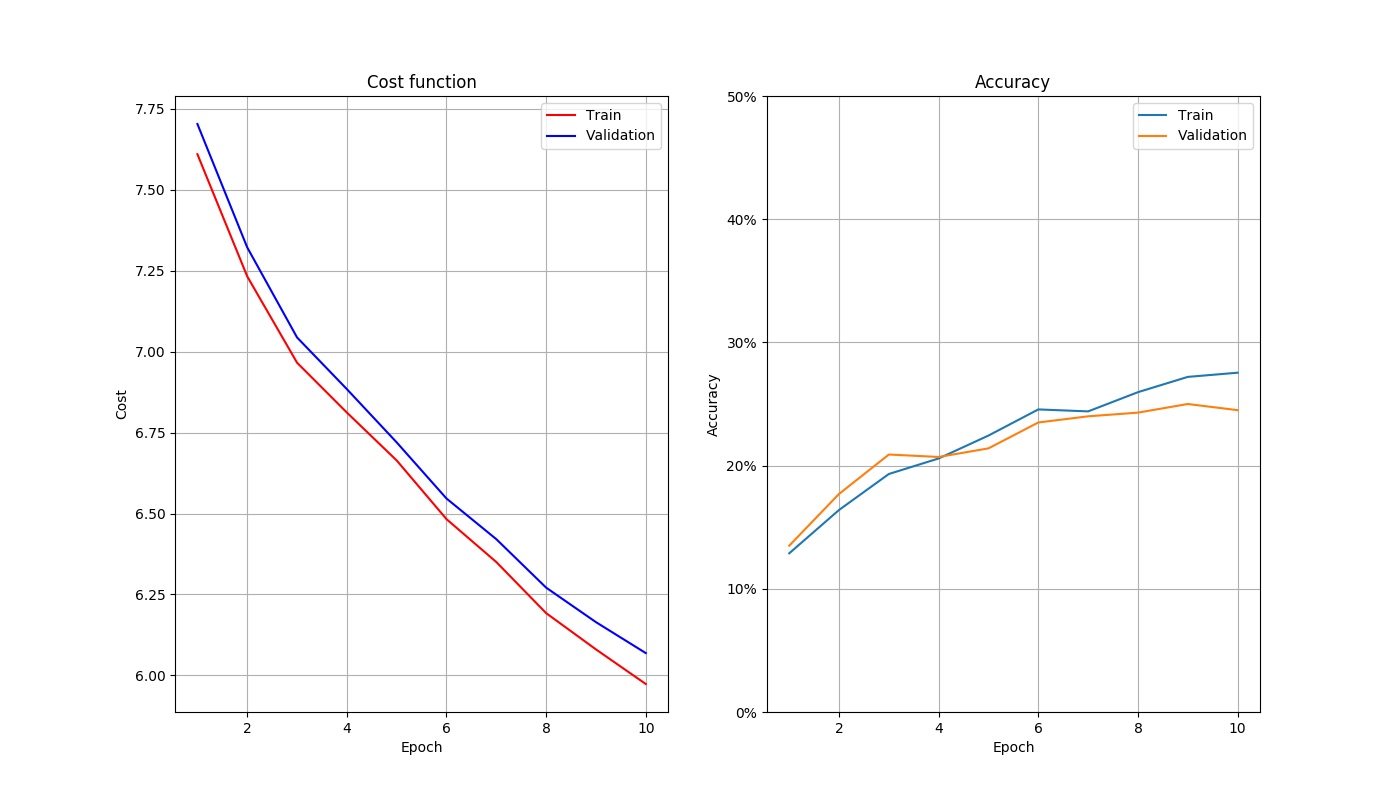 Cost function
7.75
7.50
7.25
7.00
6.75
6.50
6.25
6.00
Cost
2 4 6 8 10
Epoch
Train
Validation
Accuracy
50%
40%
30%
20%
10%
0%
Accuracy
2 4 6 8 10
Epoch
Train
Validation